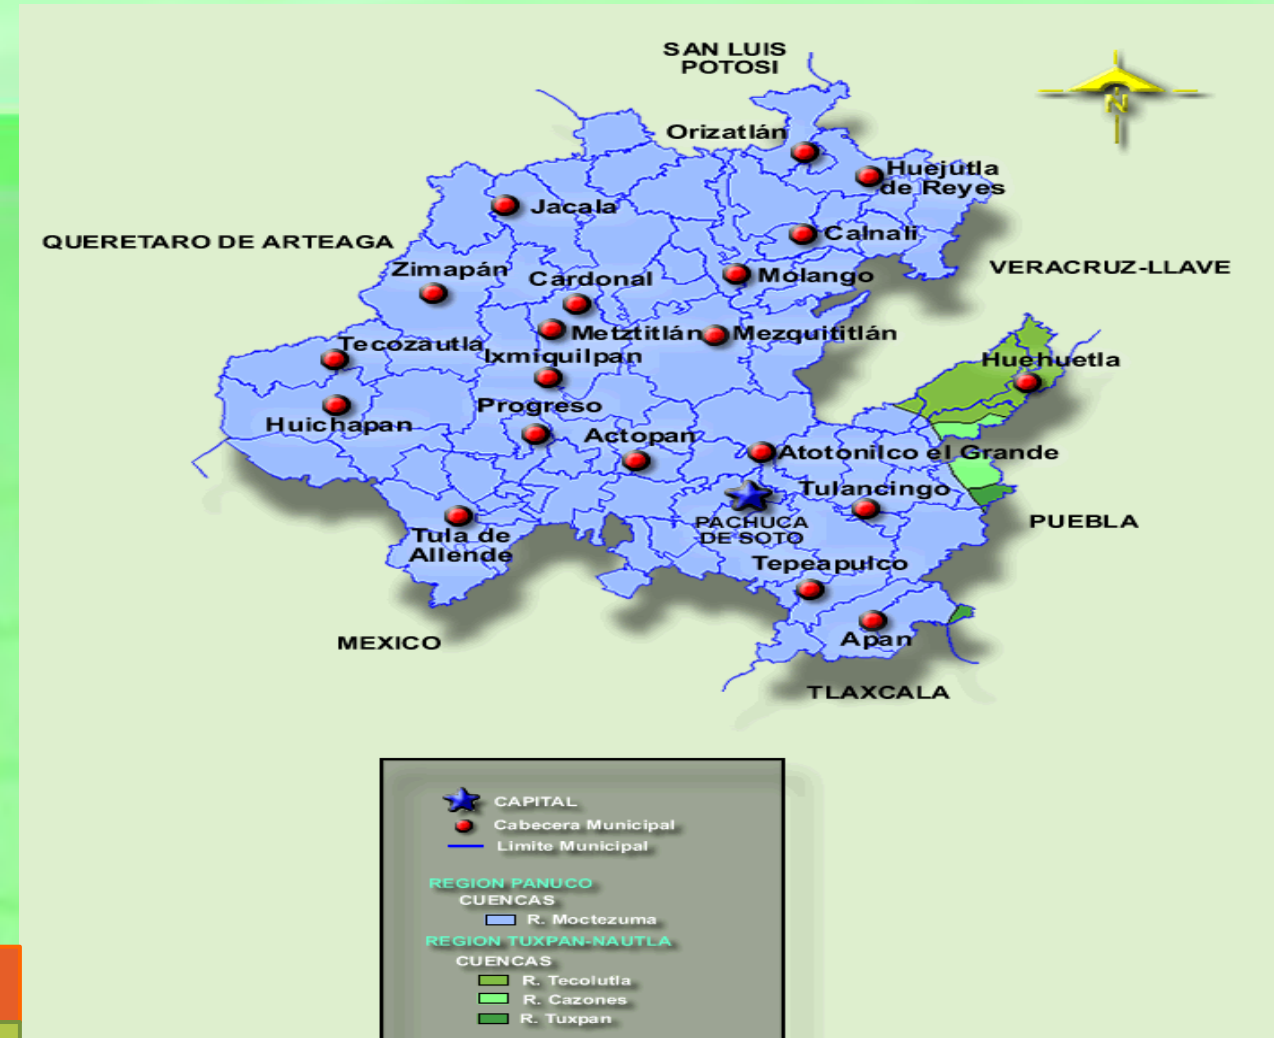 SAN LUIS
POTOSI
N
Orizatlán
Huejutla
de Reyes
Jacala
Calnali
QUERETARO DE ARTEAGA
VERACRUZ-LLAVE
Zimapán
Cardonal
Molango
Metztitlán
Mezquititlán
Tecozautla
Ixmiquilpan
Huehuetla
Progreso
Huichapan
Actopan
Atotonilco el Grande
Tulancingo
PACHUCA
DE SOTO
PUEBLA
Tula de
Allende
Tepeapulco
Apan
MEXICO
TLAXCALA
CAPITAL
Cabecera Municipal
Limite Municipal
REGION PANUCO
CUENCAS
R. Moctezuma
REGION TUXPAN-NAUTLA
CUENCAS
R. Tecolutla
R. Cazones
R. Tuxpan